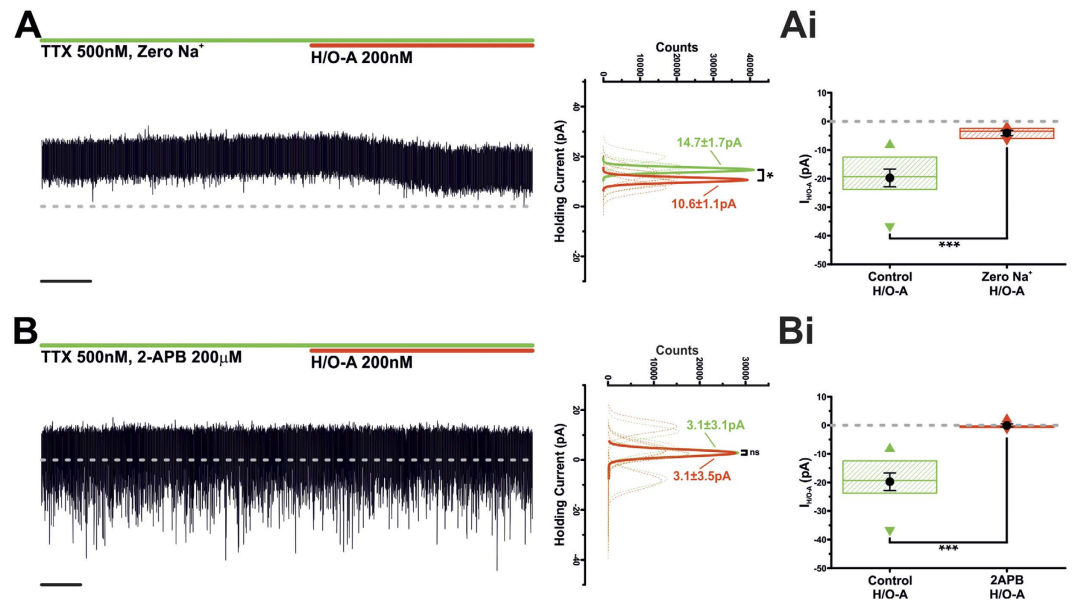 A
TTX 500nM, Zero Na⁺
H/O-A 200nM
Counts
0
10000
20000
30000
40000
Holding Current (pA)
40
20
0
-20
14.7±1.7pA
*
10.6±1.1pA
Ai
I H/O-A (pA)
10
0
-10
-20
-30
-40
-50
***
Control
H/O-A
Zero Na⁺
H/O-A
B
TTX 500nM, 2-APB 200μM
H/O-A 200nM
Counts
0
10000
20000
30000
Holding Current (pA)
20
0
-20
-40
3.1±3.1pA
ns
3.1±3.5pA
Bi
I H/O-A (pA)
10
0
-10
-20
-30
-40
-50
***
Control
H/O-A
2APB
H/O-A